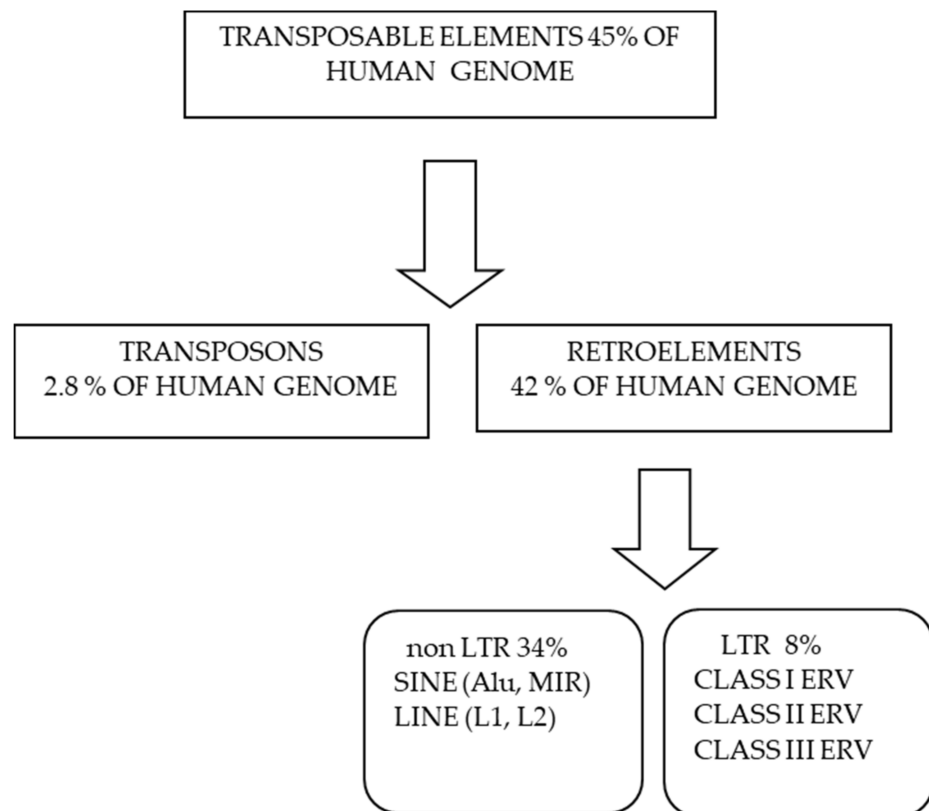 TRANSPOSABLE ELEMENTS 45% OF
HUMAN GENOME
TRANSPOSONS
2.8 % OF HUMAN GENOME
RETROELEMENTS
42 % OF HUMAN GENOME
non LTR 34%
SINE (Alu, MIR)
LINE (L1, L2)
LTR 8%
CLASS I ERV
CLASS II ERV
CLASS III ERV